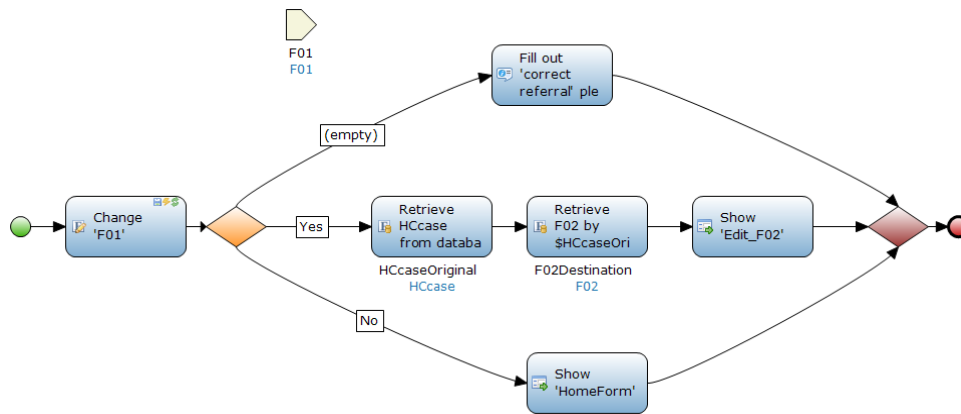 F01
F01
Fill out
'correct
referral' ple
(empty)
Change
'F01'
Yes
Retrieve
HCcase
from databa
HCcaseOriginal
HCcase
Retrieve
F02 by
$HCcaseOri
F02Destination
F02
Show
'Edit_F02'
No
Show
'HomeForm'